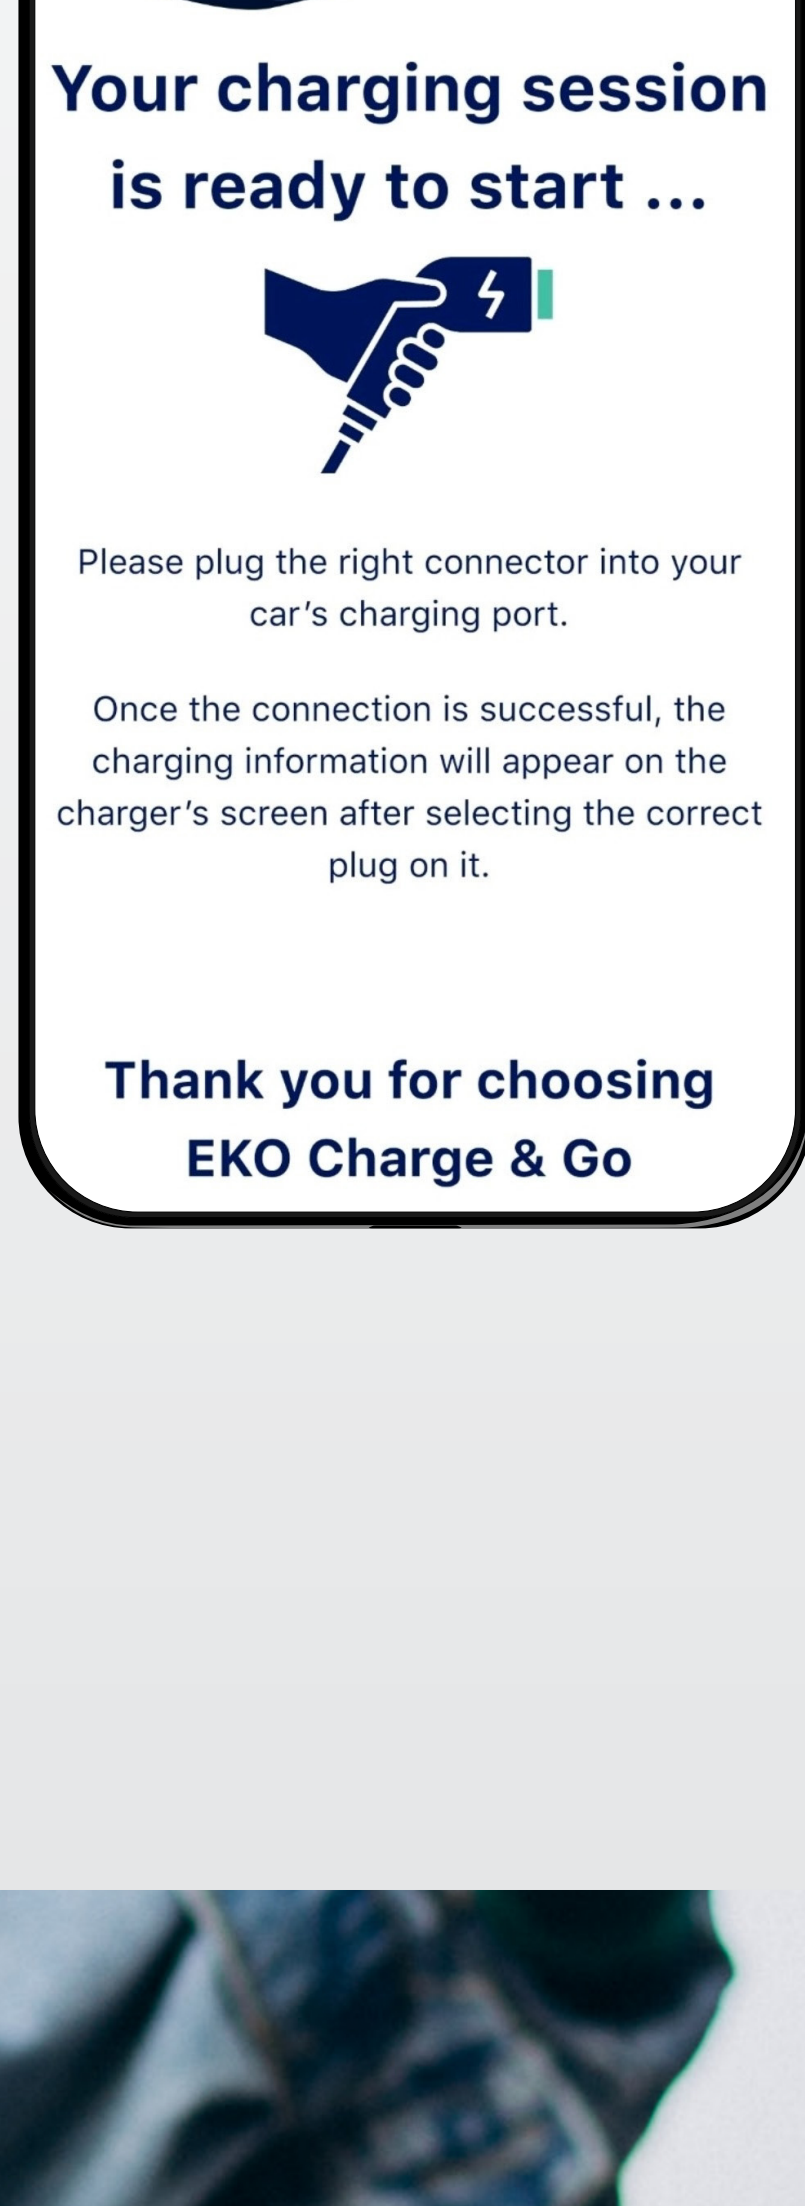 Your charging session
is ready to start ...
Please plug the right connector into your
car's charging port.
Once the connection is successful, the
charging information will appear on the
charger's screen after selecting the correct
plug on it.
Thank you for choosing
EKO Charge & Go